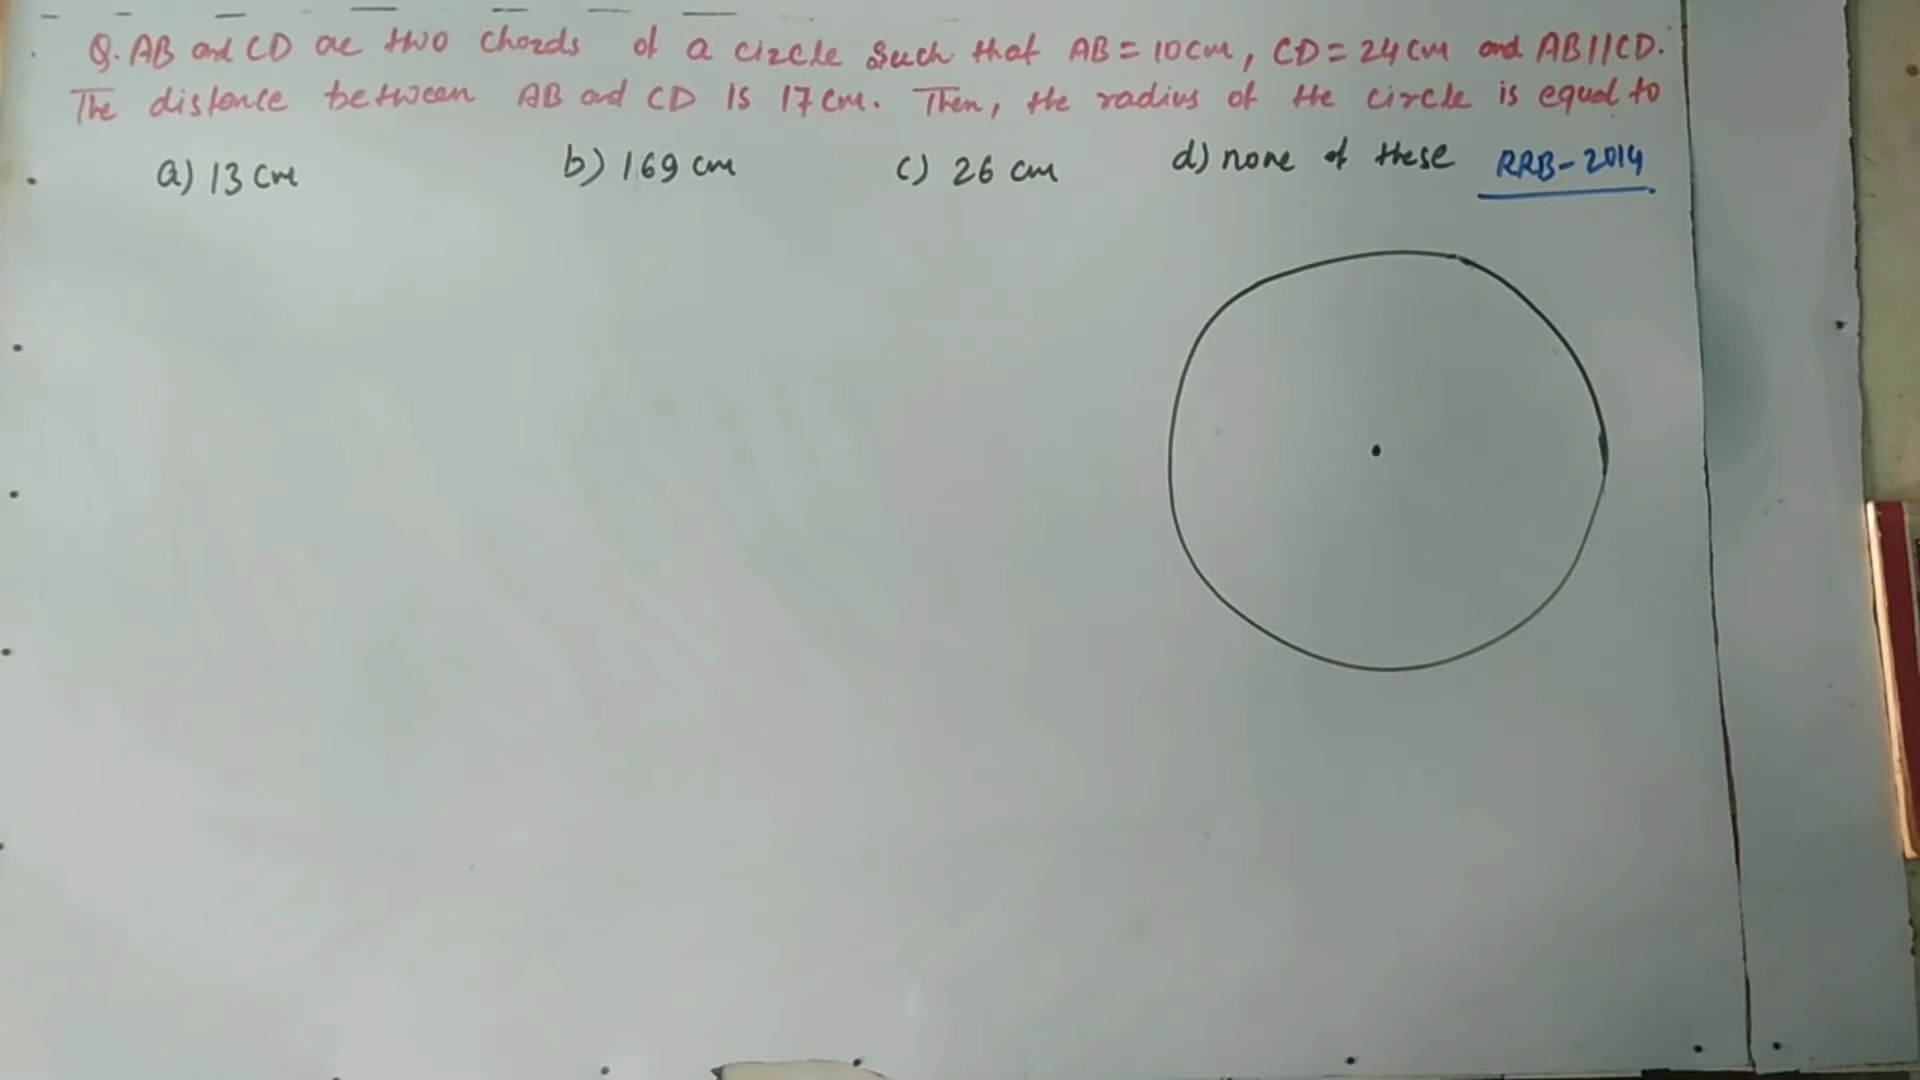 Q. AB and CD are two chords of a circle such that AB = 10cm, CD = 24cm and AB||CD.
The distance between AB and CD is 17cm. Then, the radius of the circle is equal to
a) 13 cm b) 169 cm c) 26 cm d) none of these RRB-2014